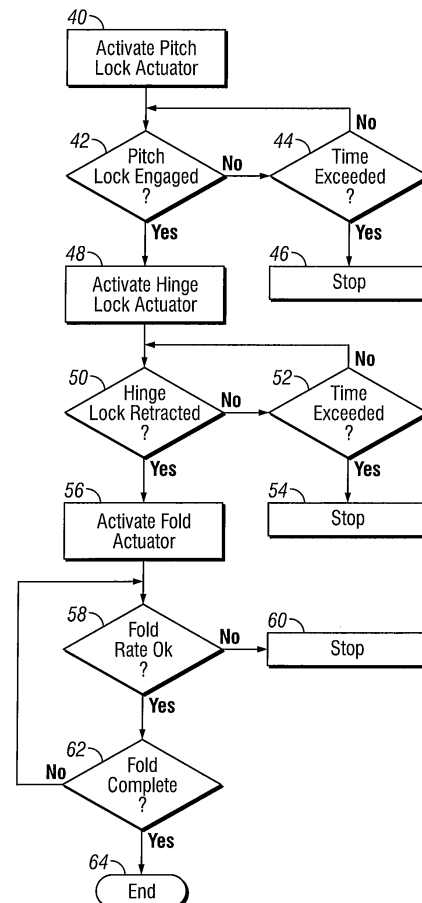 40
Activate Pitch
Lock Actuator
No
42
44
Pitch
Lock Engaged
?
No
Time
Exceeded
?
Yes
Yes
48
46
Activate Hinge
Lock Actuator
Stop
No
50
52
Hinge
Lock Retracted
?
No
Time
Exceeded
?
Yes
Yes
56
54
Activate Fold
Actuator
Stop
58
60
Fold
Rate Ok
?
No
Stop
Yes
62
No
Fold
Complete
?
Yes
64
End